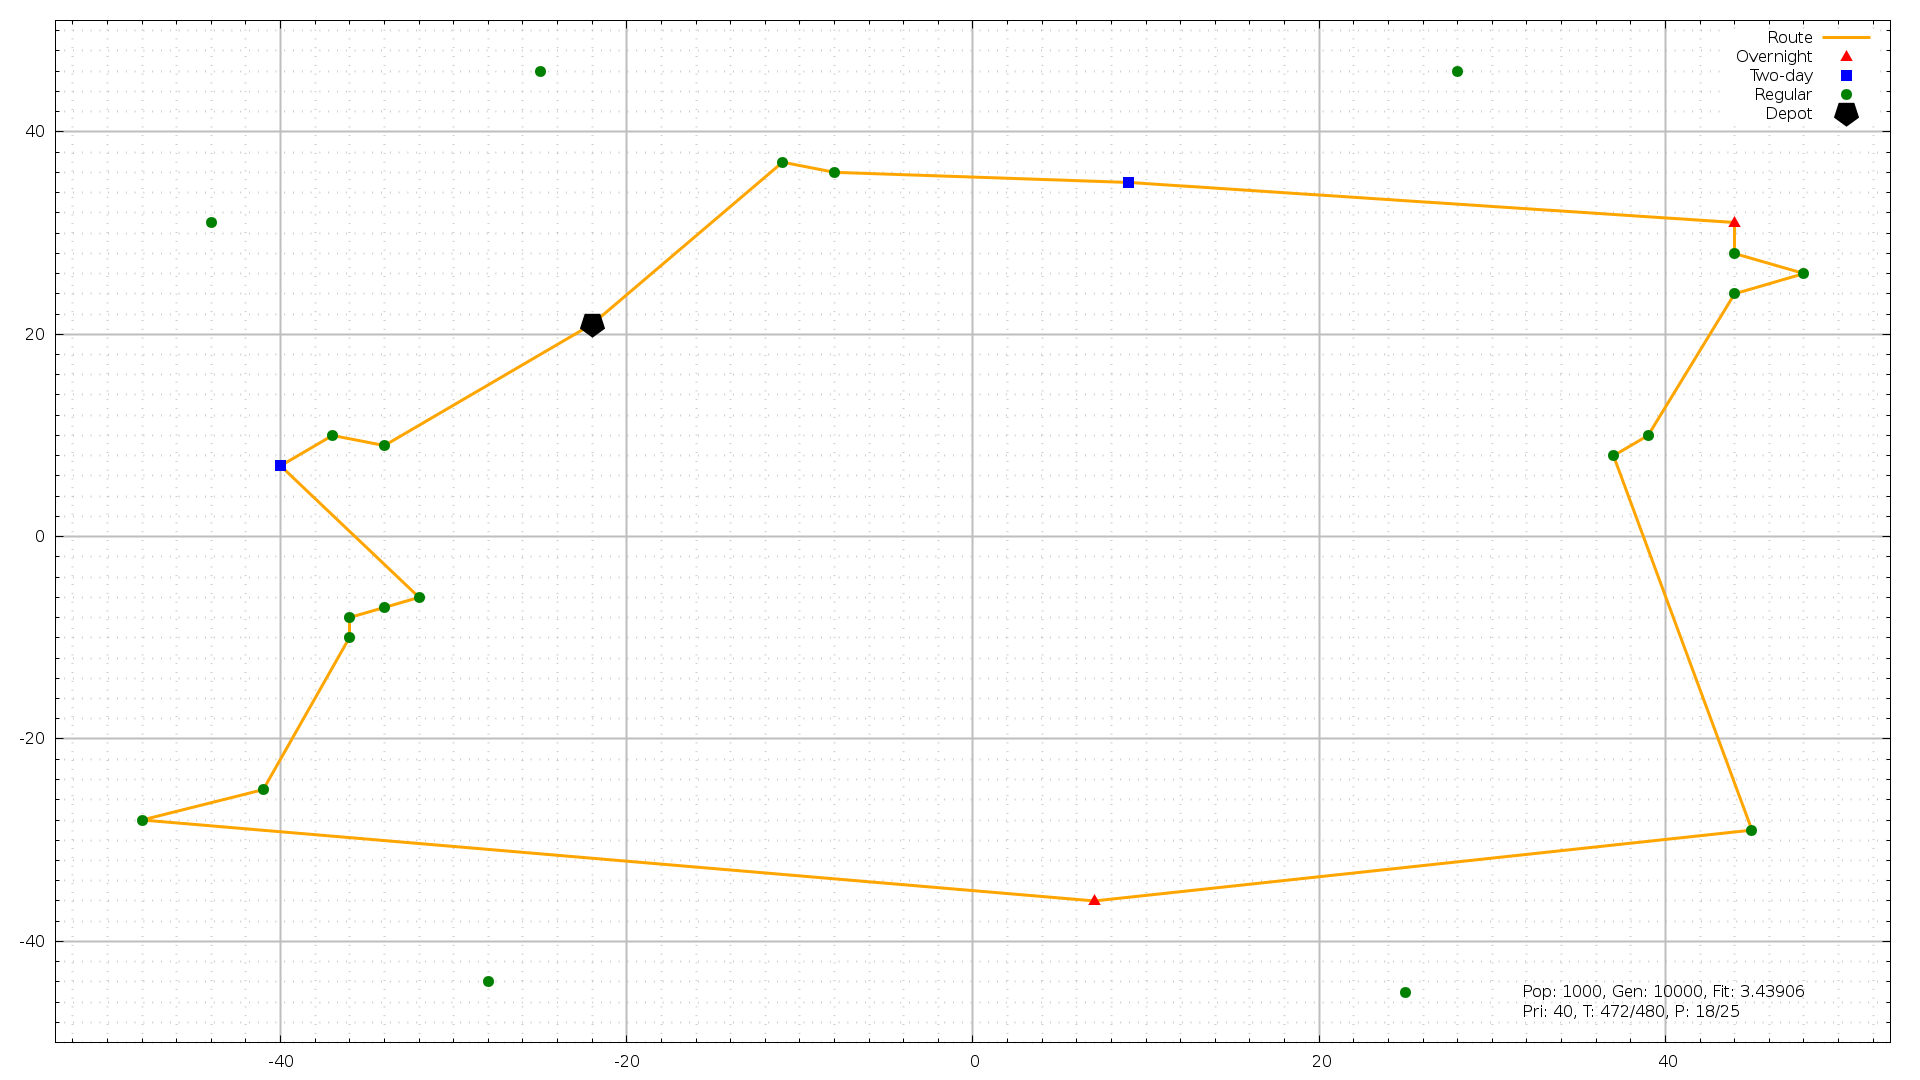 Route
Overnight
Two-day
Regular
Depot
40
20
0
-20
-40
Pop: 1000, Gen: 10000, Fit: 3.43906
Pri: 40, T: 472/480, P: 18/25
-40
-20
0
20
40